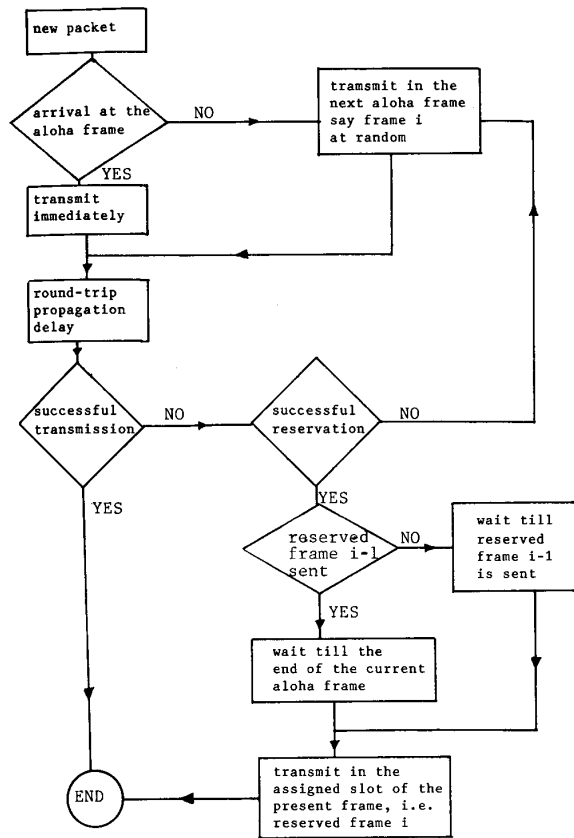 new packet
arrival at the
aloha frame
NO
tramsmit in the
next aloha frame
say frame i
at random
YES
transmit
immediately
round-trip
propagation
delay
successful
transmission
NO
successful
reservation
NO
YES
YES
reserved
frame i-1
sent
NO
wait till
reserved
frame i-1
is sent
YES
wait till the
end of the current
aloha frame
transmit in the
assigned slot of the
present frame, i.e.
reserved frame i
END